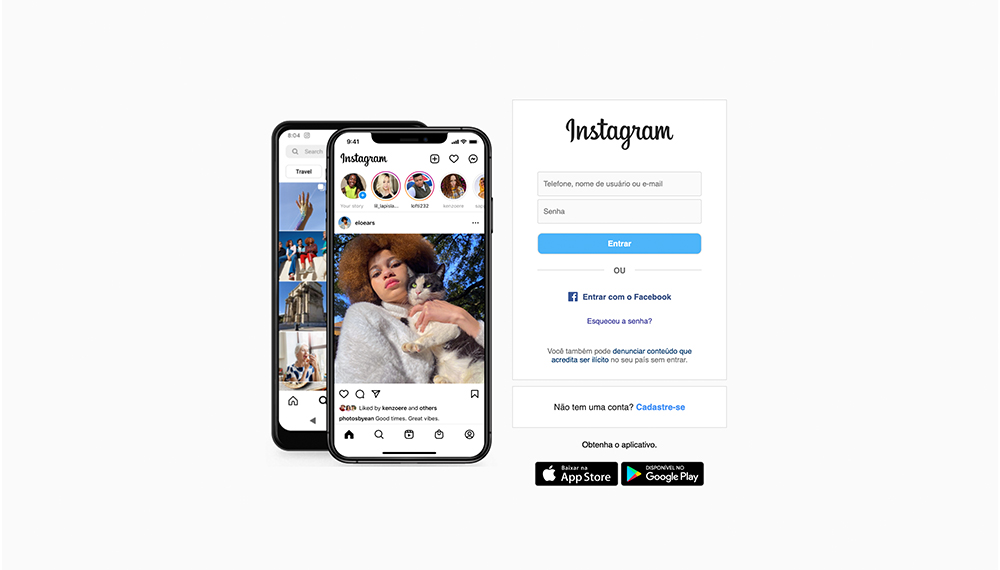 8:04
Search
Travel
9:41
Instagram
Your story
lil_lapisla...
lofti232
kenzoere
eloears
Liked by kenzoere and others
photosbyean Good times. Great vibes.
Instagram
Telefone, nome de usuário ou e-mail
Senha
Entrar
OU
Entrar com o Facebook
Esqueceu a senha?
Você também pode denunciar conteúdo que
acredita ser ilícito no seu país sem entrar.
Não tem uma conta? Cadastre-se
Obtenha o aplicativo.
Baixar na
App Store
DISPONÍVEL NO
Google Play